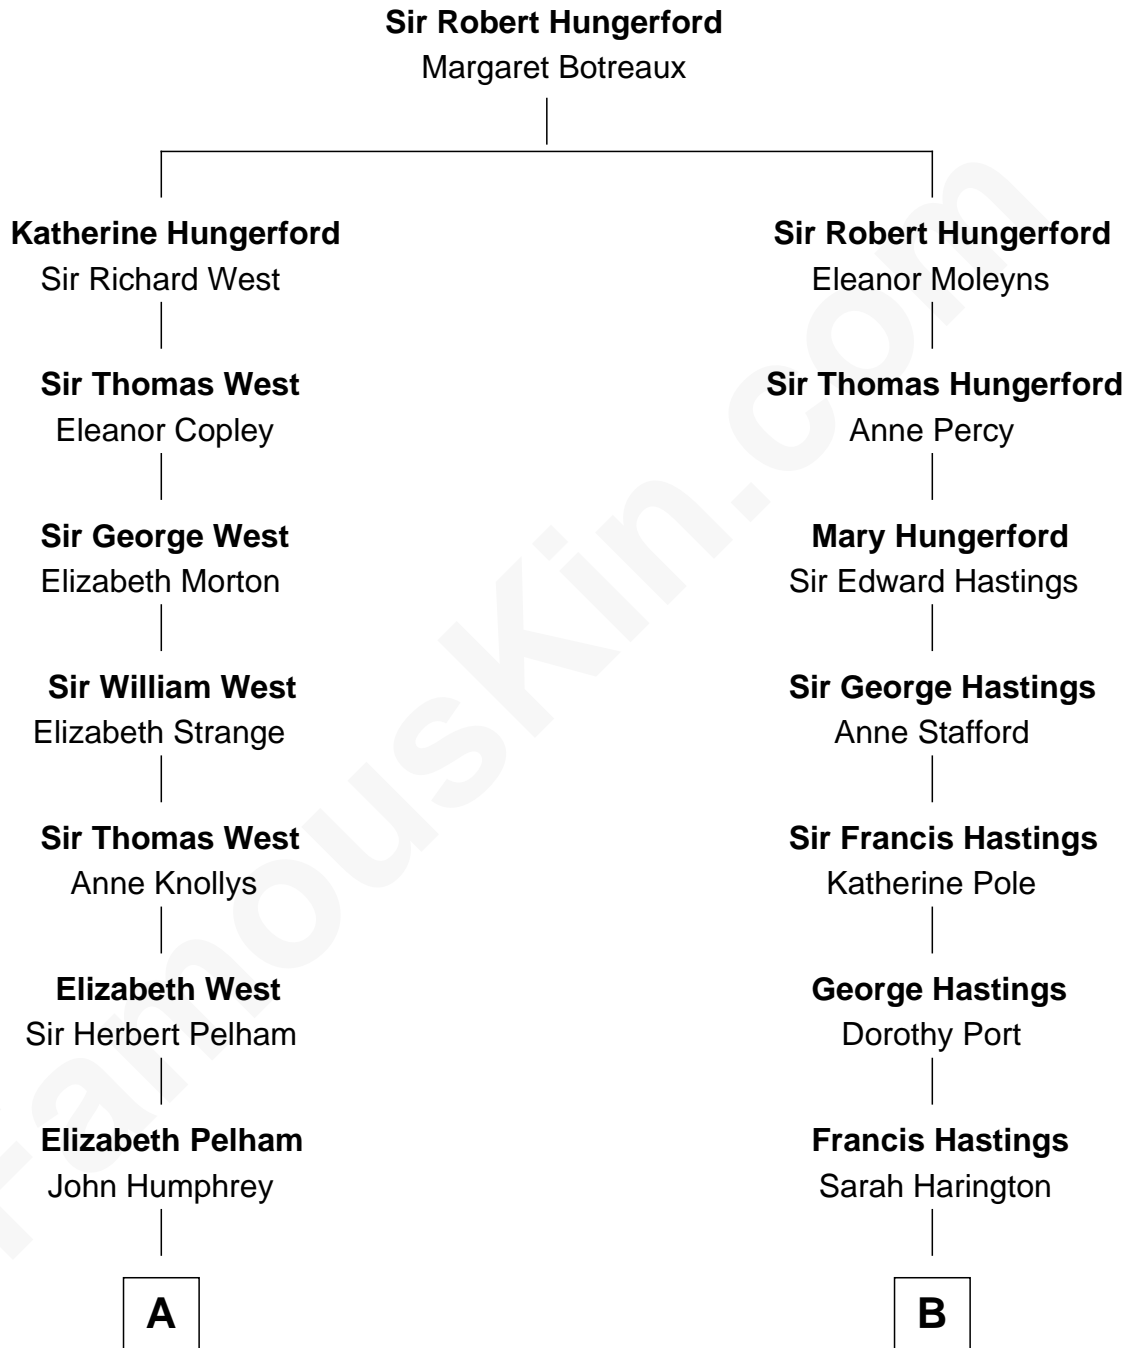 Sir Robert Hungerford
Margaret Botreaux
Katherine Hungerford
Sir Richard West
Sir Thomas West
Eleanor Copley
Sir George West
Elizabeth Morton
Sir William West
Elizabeth Strange
Sir Thomas West
Anne Knollys
Elizabeth West
Sir Herbert Pelham
Elizabeth Pelham
John Humphrey
A
Sir Robert Hungerford
Eleanor Moleyns
Sir Thomas Hungerford
Anne Percy
Mary Hungerford
Sir Edward Hastings
Sir George Hastings
Anne Stafford
Sir Francis Hastings
Katherine Pole
George Hastings
Dorothy Port
Francis Hastings
Sarah Harington
B
FamousKin.com